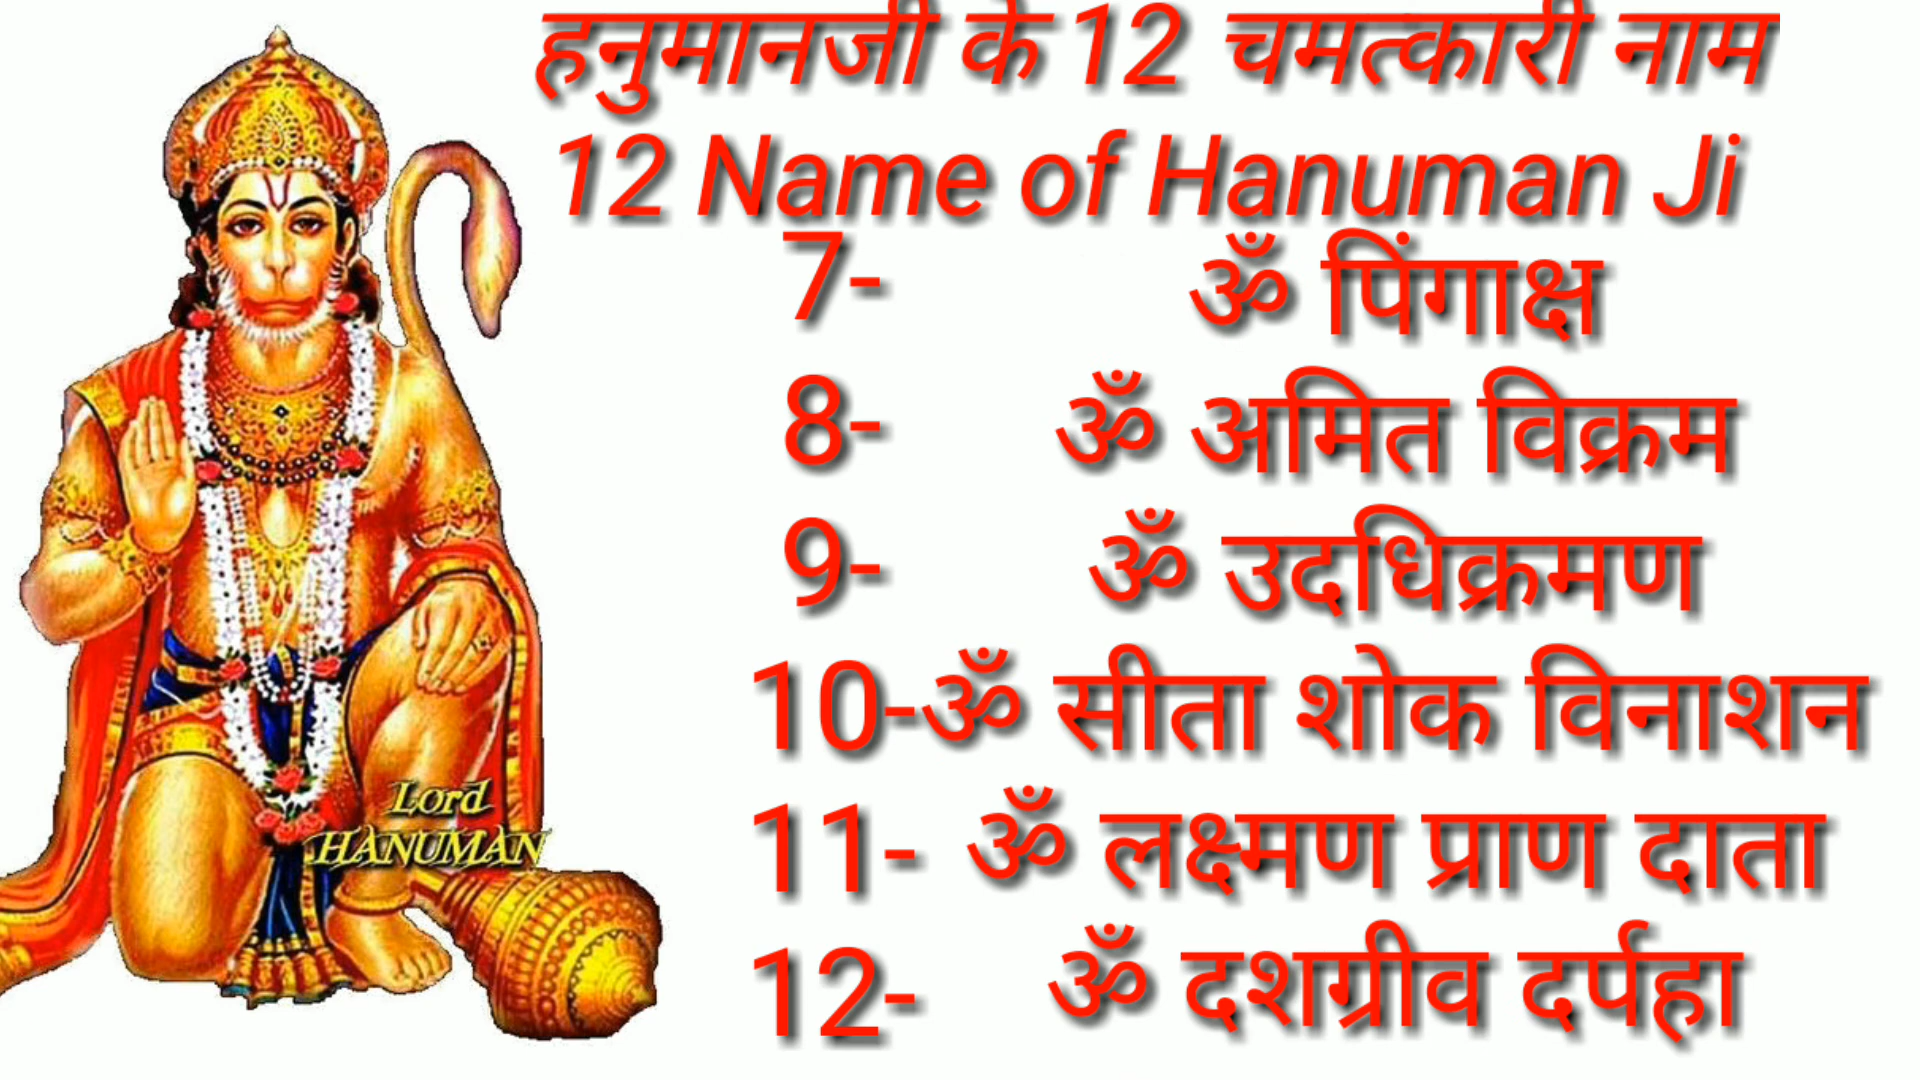 हनुमानजी के 12 चमत्कारी नाम
12 Name of Hanuman Ji
7- ॐ पिंगाक्ष
8- ॐ अमित विक्रम
9- ॐ उदधिक्रमण
10-ॐ सीता शोक विनाशन
11- ॐ लक्ष्मण प्राण दाता
12- ॐ दशग्रीव दर्पहा
Lord
HANUMAN